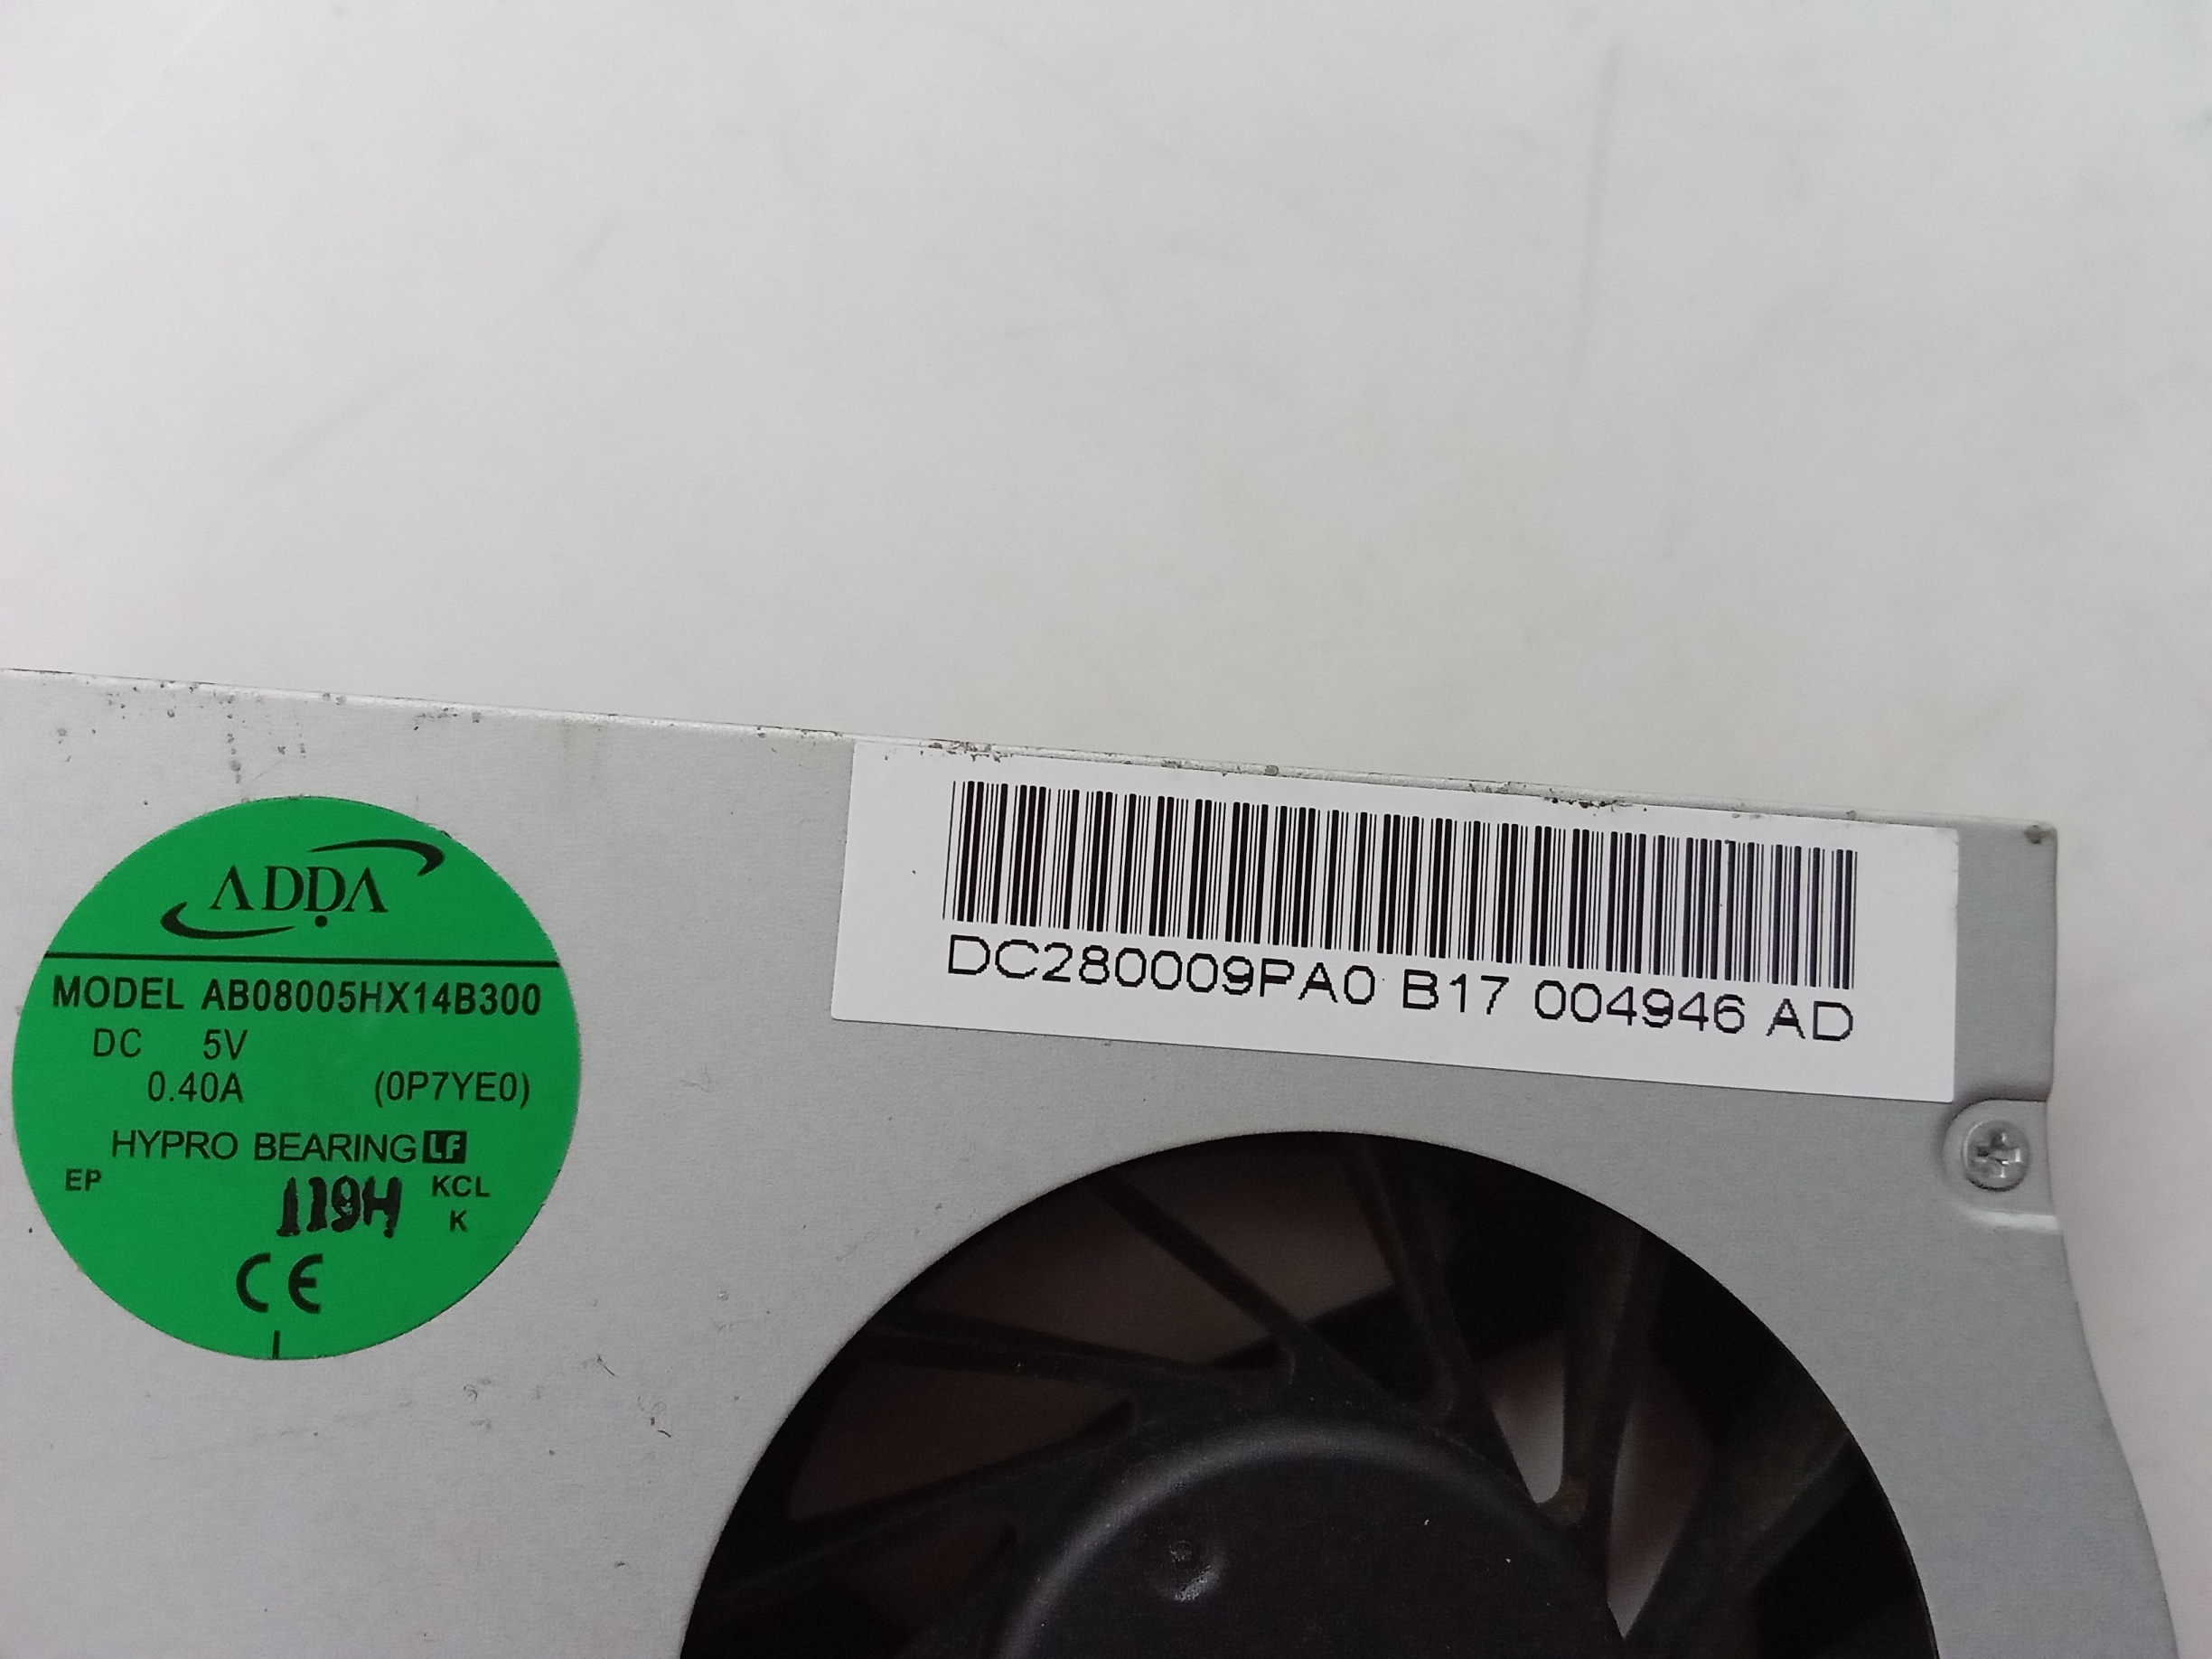 ADDA
MODEL AB08005HX14B300
DC 5V
0.40A (0P7YE0)
HYPRO BEARING LF
EP 119H KCL
K
CE
DC280009PA0 B17 004946 AD